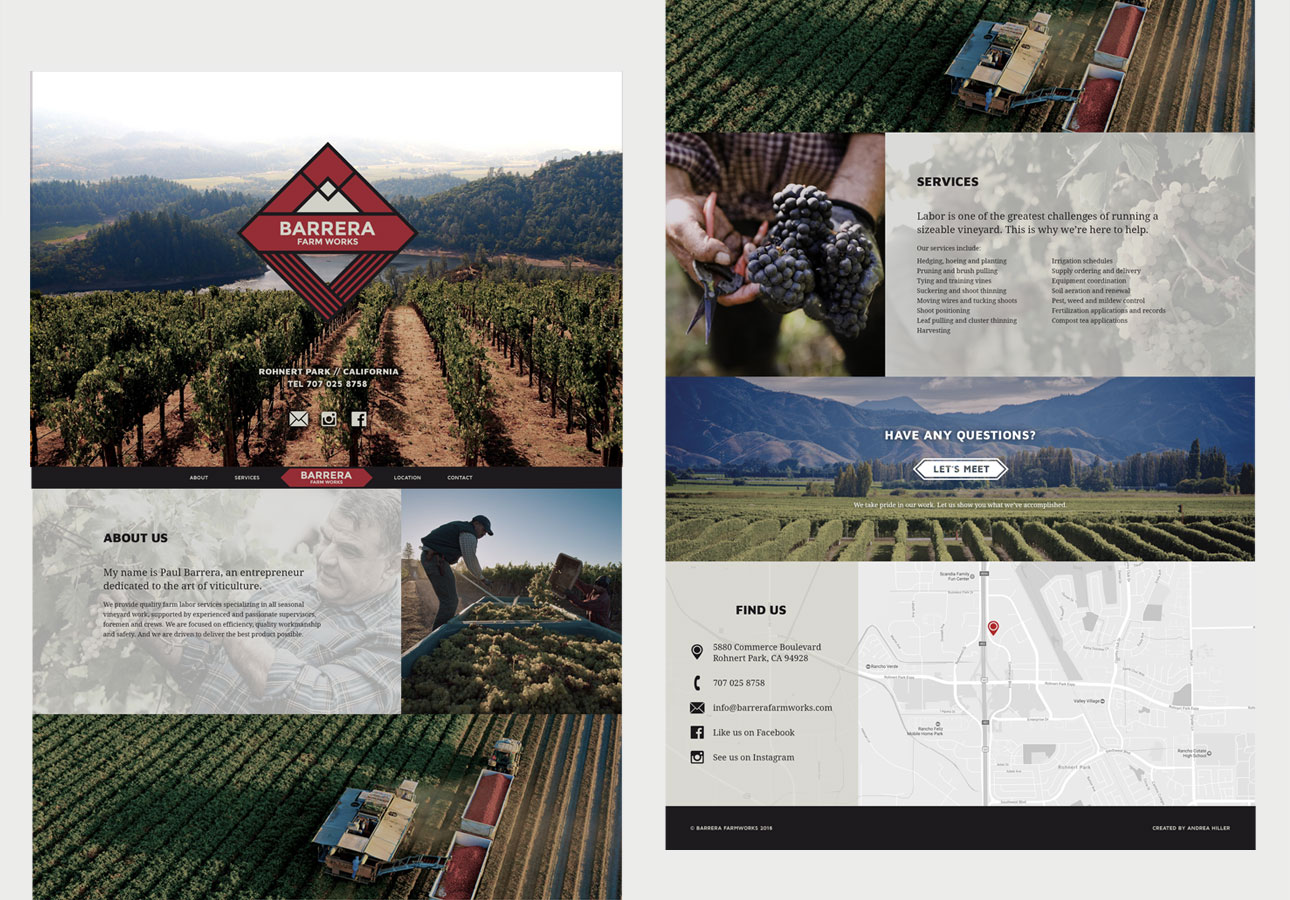 BARRERA
FARM WORKS
ROHNERT PARK // CALIFORNIA
TEL 707 025 8758
ABOUT
SERVICES
BARRERA
FARM WORKS
LOCATION
CONTACT
ABOUT US
My name is Paul Barrera, an entrepreneur
dedicated to the art of viticulture.
We provide quality farm labor services specializing in all seasonal
vineyard work, supported by experienced and passionate supervisors,
foremen and crews. We are focused on efficiency, quality workmanship
and safety. And we are driven to deliver the best product possible.
SERVICES
Labor is one of the greatest challenges of running a
sizeable vineyard. This is why we're here to help.
Our services include:
Hedging, hoeing and planting
Pruning and brush pulling
Tying and training vines
Suckering and shoot thinning
Moving wires and tucking shoots
Shoot positioning
Leaf pulling and cluster thinning
Harvesting
Irrigation schedules
Supply ordering and delivery
Equipment coordination
Soil aeration and renewal
Pest, weed and mildew control
Fertilization applications and records
Compost tea applications
HAVE ANY QUESTIONS?
LET'S MEET
We take pride in our work. Let us show you what we've accomplished.
FIND US
5880 Commerce Boulevard
Rohnert Park, CA 94928
707 025 8758
info@barrerafarmworks.com
Like us on Facebook
See us on Instagram
Scandia Family
Fun Center
Rancho Verde
Rohnert Park Expy
Rohnert Park Expy
Valley Village
Rancho Feliz
Mobile Home Park
Enterprise Dr
Rancho Cotate
High School
Rohnert Park
© BARRERA FARMWORKS 2016
CREATED BY ANDREA HILLER